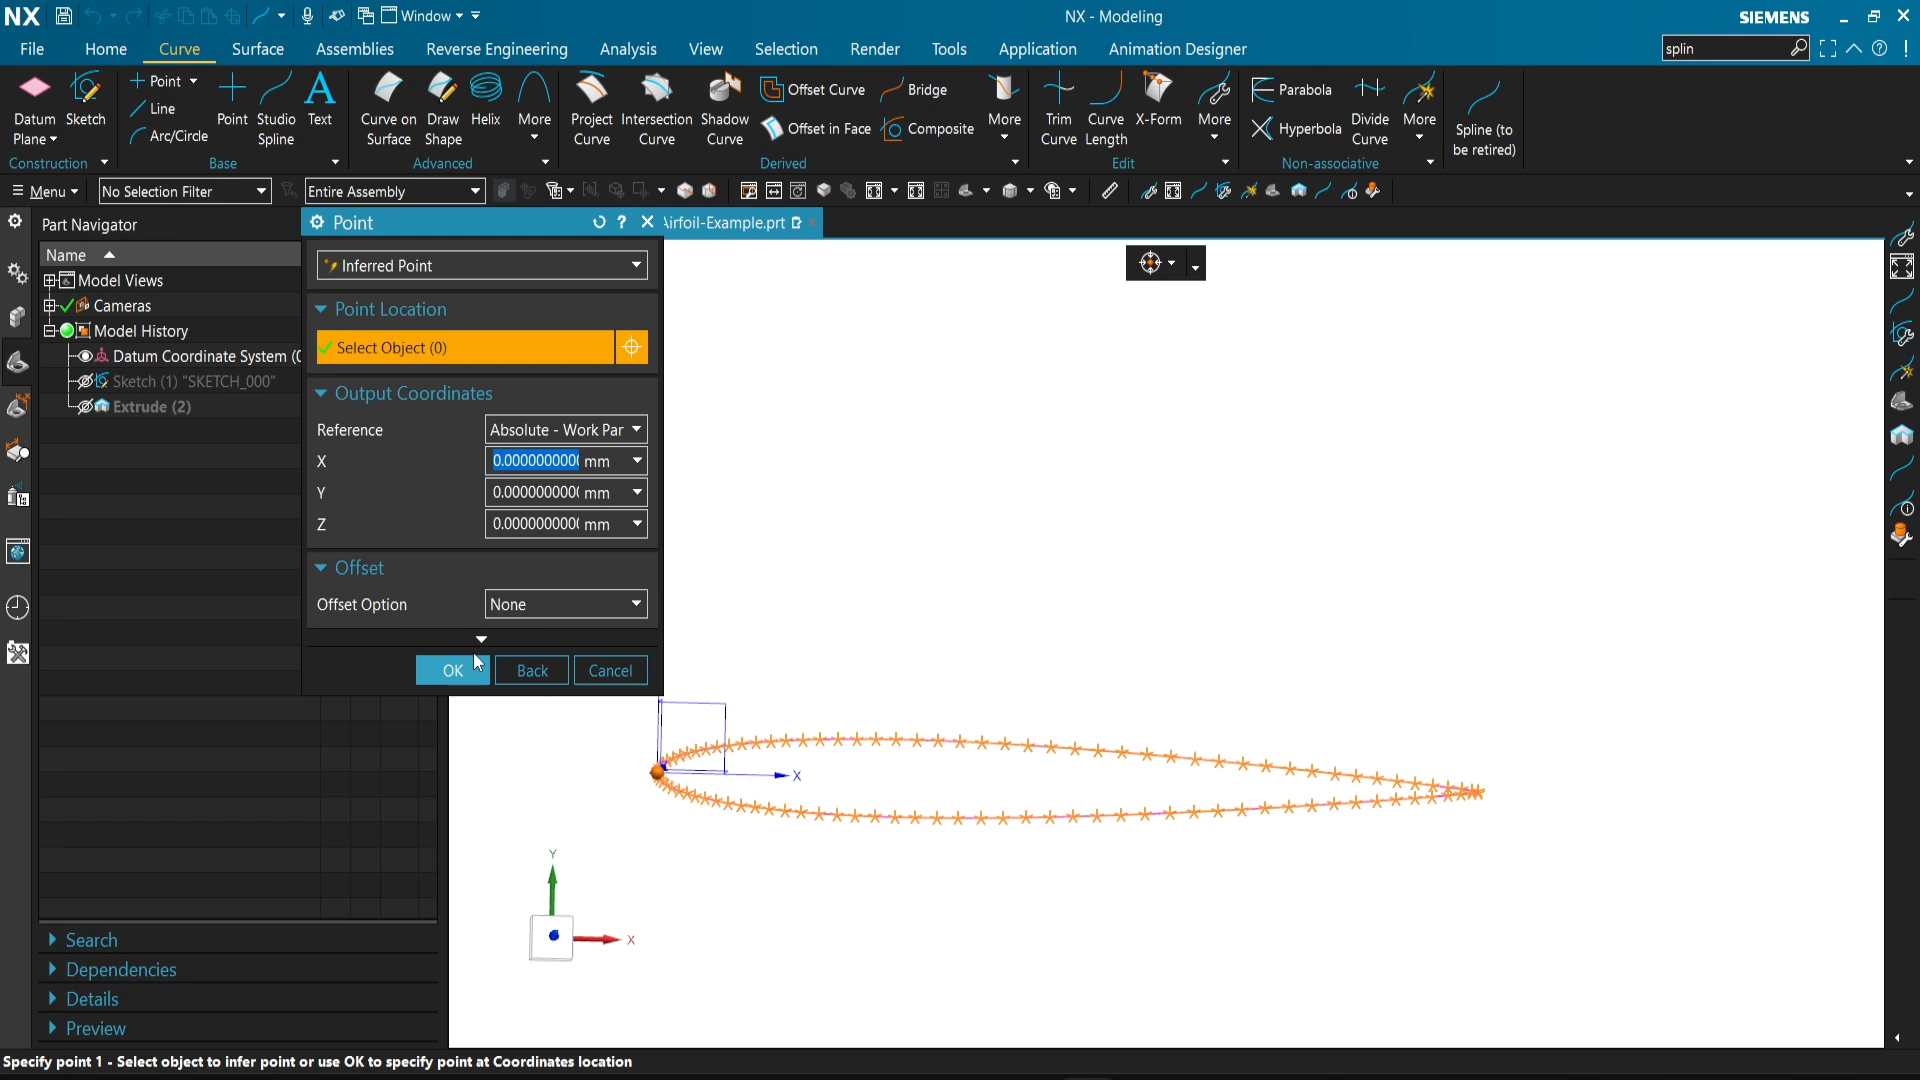 NX
Window
NX - Modeling
SIEMENS
File Home Curve Surface Assemblies Reverse Engineering Analysis View Selection Render Tools Application Animation Designer
splin
Datum Plane
Sketch
Point
Line
Arc/Circle
Point
Studio Spline
Text
Curve on Surface
Draw Shape
Helix
More
Project Curve
Intersection Curve
Shadow Curve
Offset Curve
Offset in Face
Bridge
Composite
More
Trim Curve
Curve Length
X-Form
More
Parabola
Hyperbola
Divide Curve
More
Spline (to be retired)
Construction
Base
Advanced
Derived
Edit
Non-associative
Menu
No Selection Filter
Entire Assembly
Part Navigator
Name
Model Views
Cameras
Model History
Datum Coordinate System (0
Sketch (1) "SKETCH_000"
Extrude (2)
Search
Dependencies
Details
Preview
Airfoil-Example.prt
Point
Inferred Point
Point Location
Select Object (0)
Output Coordinates
Reference Absolute - Work Par
X 0.000000000( mm
Y 0.000000000( mm
Z 0.000000000( mm
Offset
Offset Option None
OK Back Cancel
X
Y
X
Specify point 1 - Select object to infer point or use OK to specify point at Coordinates location